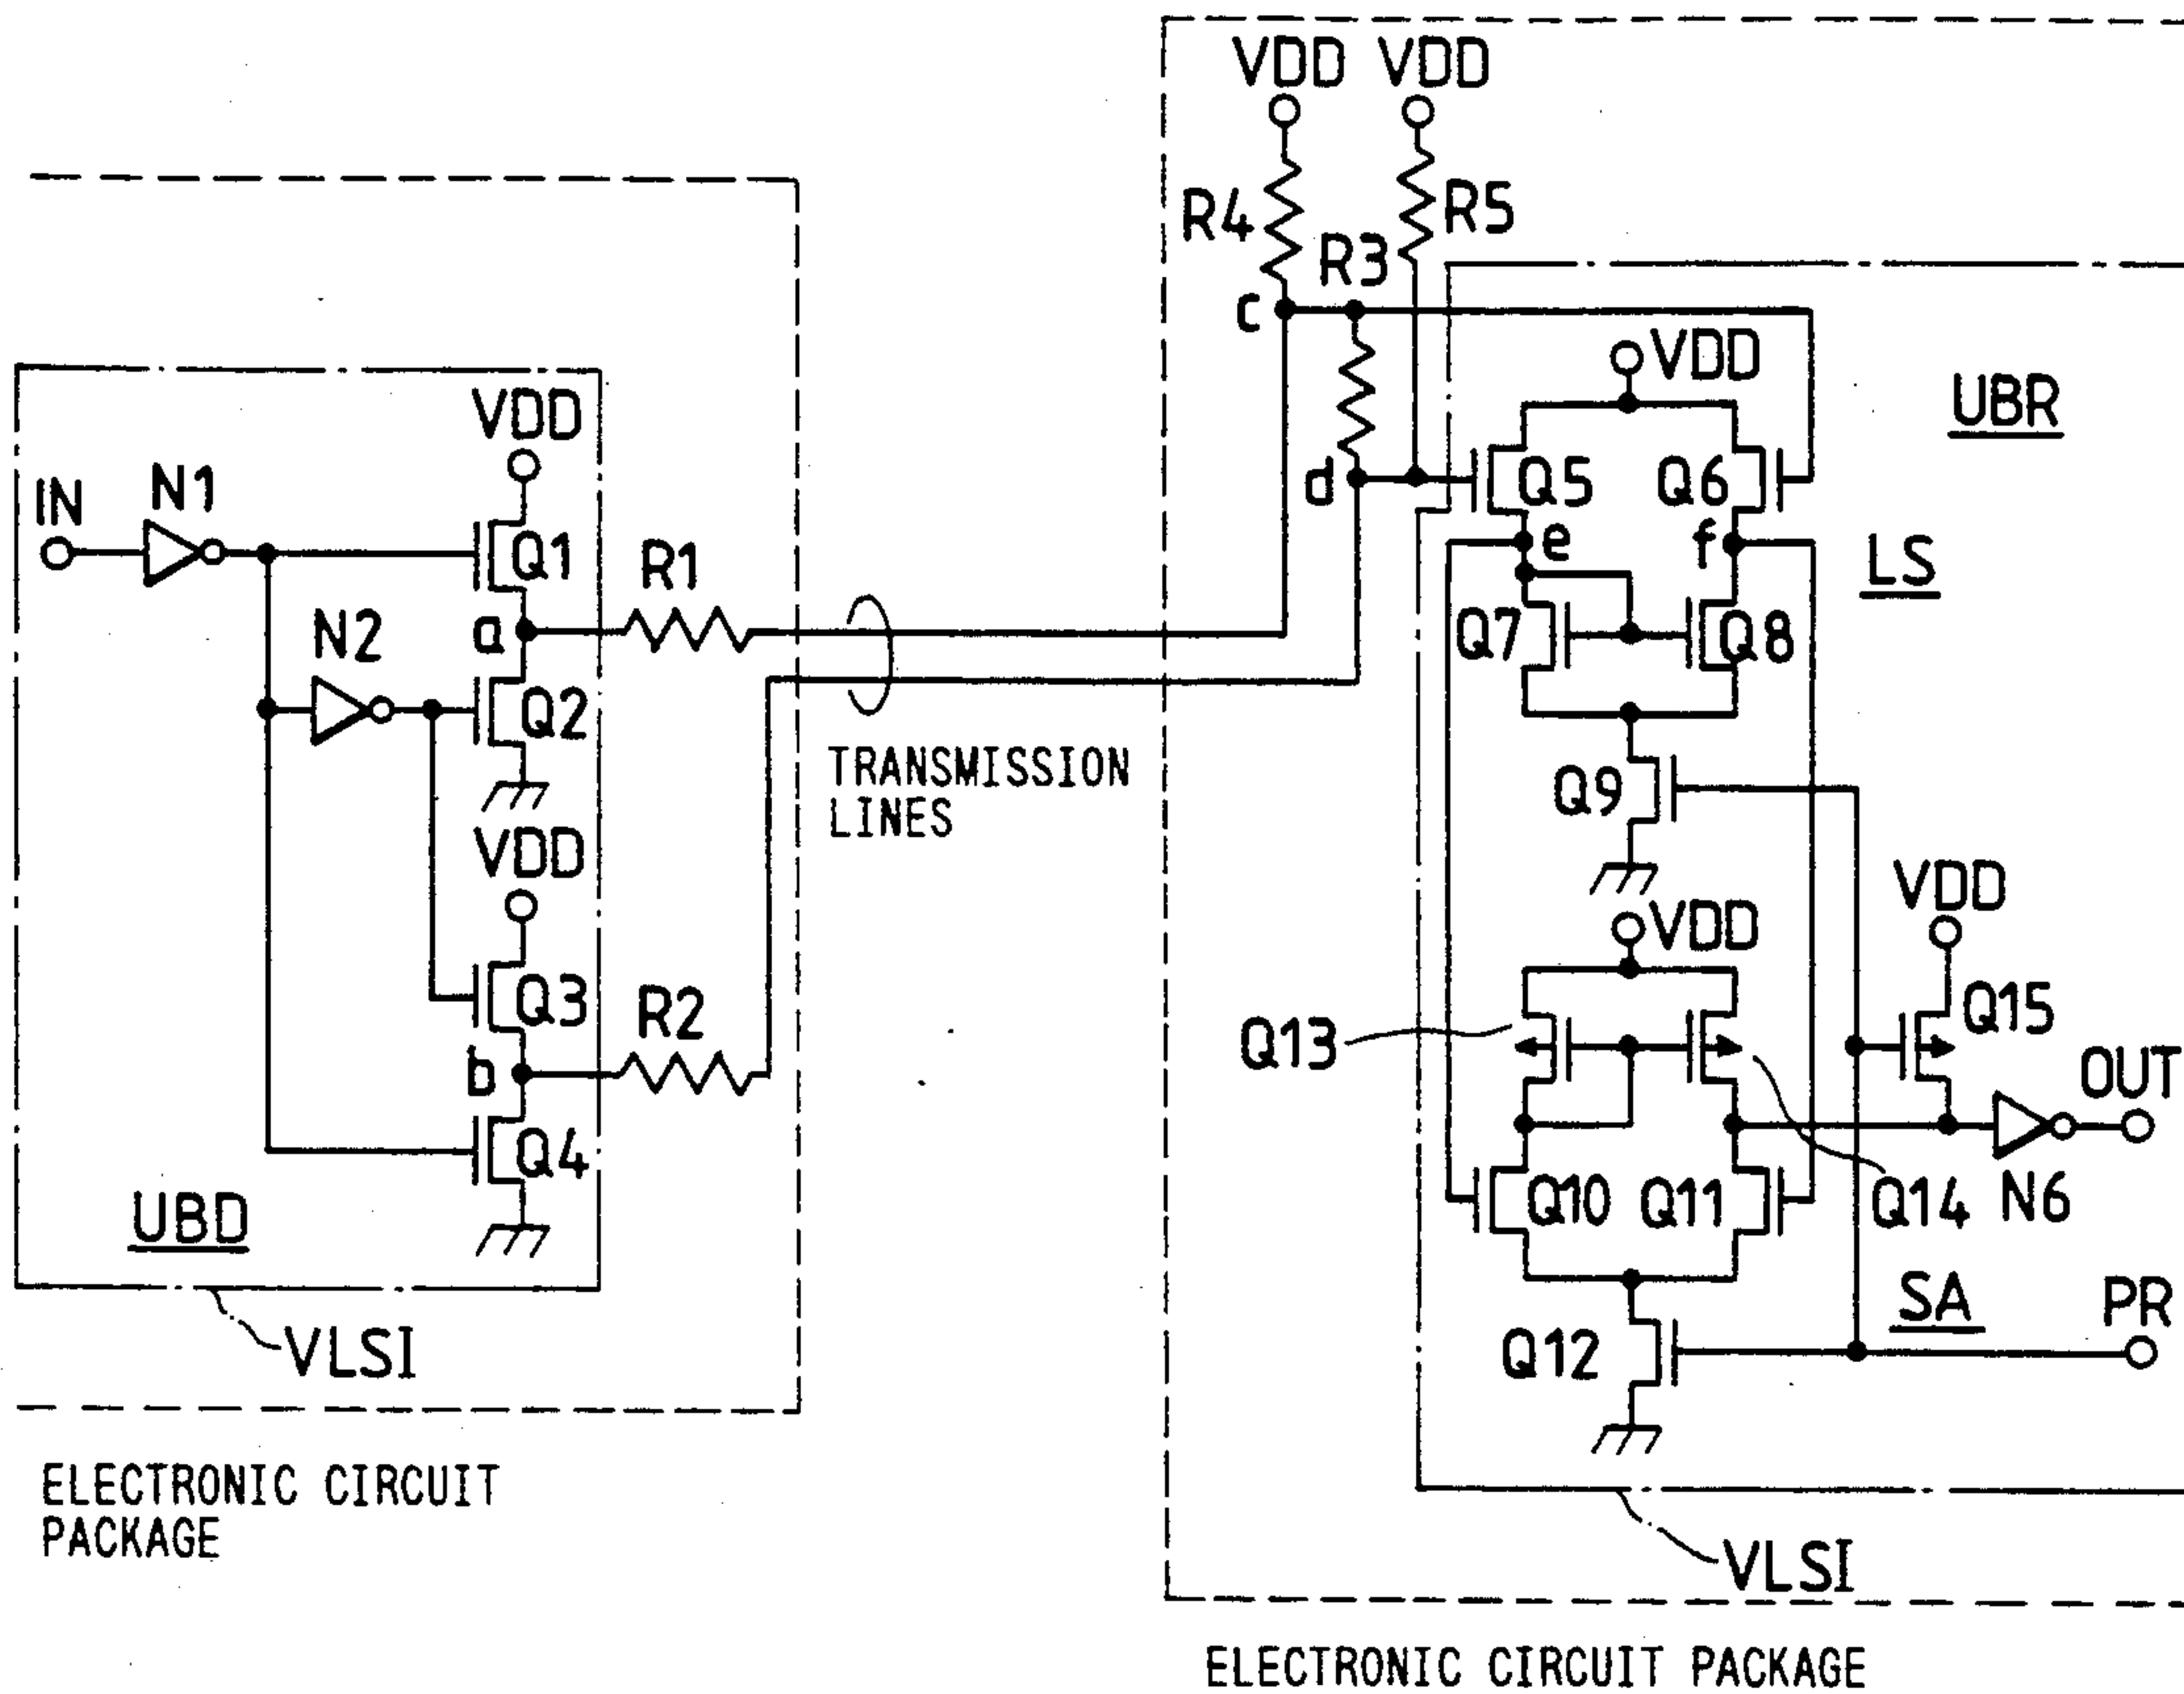 VDD VDD
R4
R5
R3
c
VDD
UBR
VDD
IN
N1
Q1
R1
d
Q5
Q6
e
f
LS
N2
a
Q2
Q7
Q8
TRANSMISSION
LINES
Q9
VDD
Q3
VDD
VDD
R2
Q13
Q15
OUT
b
Q4
Q10
Q11
Q14
N6
UBD
SA
PR
Q12
VLSI
ELECTRONIC CIRCUIT
PACKAGE
VLSI
ELECTRONIC CIRCUIT PACKAGE